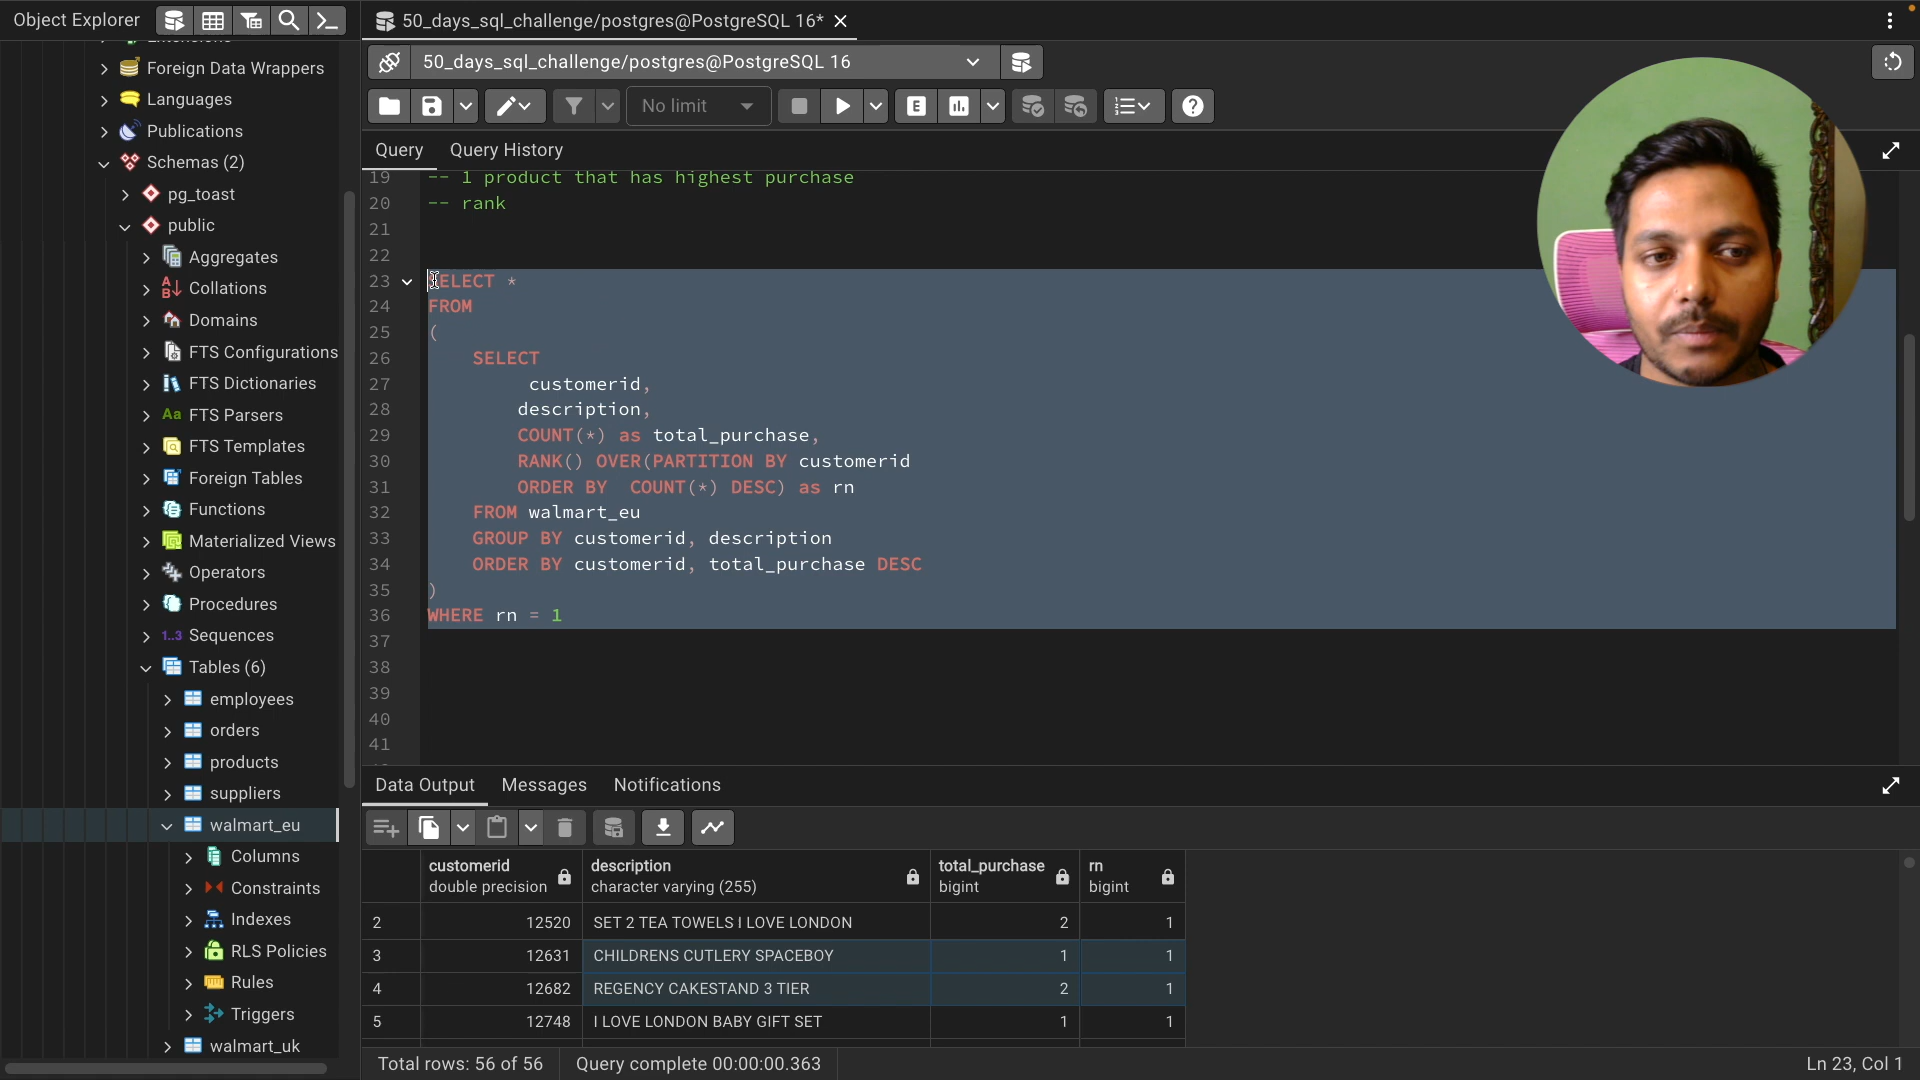 Object Explorer
50_days_sql_challenge/postgres@PostgreSQL 16*
50_days_sql_challenge/postgres@PostgreSQL 16
No limit
E
Query
Query History
Extensions
Foreign Data Wrappers
Languages
Publications
Schemas (2)
pg_toast
public
Aggregates
Collations
Domains
FTS Configurations
FTS Dictionaries
Aa FTS Parsers
FTS Templates
Foreign Tables
Functions
Materialized Views
Operators
Procedures
1..3 Sequences
Tables (6)
employees
orders
products
suppliers
walmart_eu
Columns
Constraints
Indexes
RLS Policies
Rules
Triggers
walmart_uk
19 -- 1 product that has highest purchase
20 -- rank
21
22
23 SELECT *
24 FROM
25 (
26 SELECT
27 customerid,
28 description,
29 COUNT(*) as total_purchase,
30 RANK() OVER(PARTITION BY customerid
31 ORDER BY  COUNT(*) DESC) as rn
32 FROM walmart_eu
33 GROUP BY customerid, description
34 ORDER BY customerid, total_purchase DESC
35 )
36 WHERE rn = 1
37
38
39
40
41
Data Output
Messages
Notifications
customerid description total_purchase rn
double precision character varying (255) bigint bigint
2 12520 SET 2 TEA TOWELS I LOVE LONDON 2 1
3 12631 CHILDRENS CUTLERY SPACEBOY 1 1
4 12682 REGENCY CAKESTAND 3 TIER 2 1
5 12748 I LOVE LONDON BABY GIFT SET 1 1
Total rows: 56 of 56
Query complete 00:00:00.363
Ln 23, Col 1